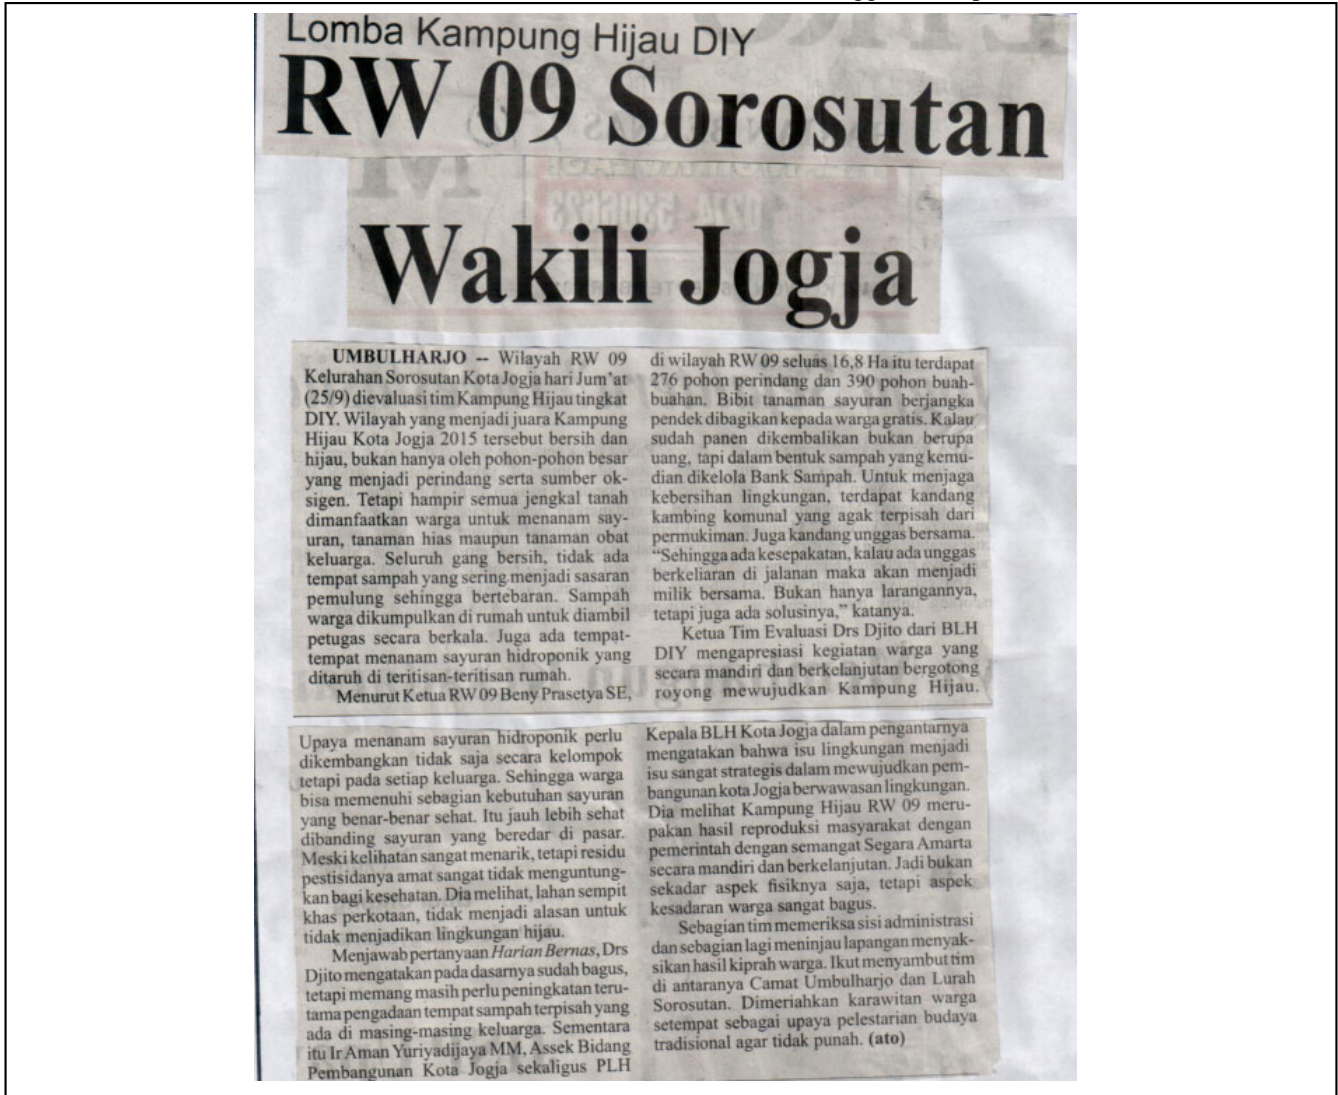 Lomba Kampung Hijau DIY
RW 09 Sorosutan
Wakili Jogja
UMBULHARJO -- Wilayah RW 09
Kelurahan Sorosutan Kota Jogja hari Jum'at
(25/9) dievaluasi tim Kampung Hijau tingkat
DIY. Wilayah yang menjadi juara Kampung
Hijau Kota Jogja 2015 tersebut bersih dan
hijau, bukan hanya oleh pohon-pohon besar
yang menjadi perindang serta sumber ok-
sigen. Tetapi hampir semua jengkal tanah
dimanfaatkan warga untuk menanam say-
uran, tanaman hias maupun tanaman obat
keluarga. Seluruh gang bersih, tidak ada
tempat sampah yang sering menjadi sasaran
pemulung sehingga bertebaran. Sampah
warga dikumpulkan di rumah untuk diambil
petugas secara berkala. Juga ada tempat-
tempat menanam sayuran hidroponik yang
ditaruh di teritisan-teritisan rumah.
Menurut Ketua RW 09 Beny Prasetya SE,
di wilayah RW 09 seluas 16,8 Ha itu terdapat
276 pohon perindang dan 390 pohon buah-
buahan. Bibit tanaman sayuran berjangka
pendek dibagikan kepada warga gratis. Kalau
sudah panen dikembalikan bukan berupa
uang, tapi dalam bentuk sampah yang kemu-
dian dikelola Bank Sampah. Untuk menjaga
kebersihan lingkungan, terdapat kandang
kambing komunal yang agak terpisah dari
permukiman. Juga kandang unggas bersama.
“Sehingga ada kesepakatan, kalau ada unggas
berkeliaran di jalanan maka akan menjadi
milik bersama. Bukan hanya larangannya,
tetapi juga ada solusinya,” katanya.
Ketua Tim Evaluasi Drs Djito dari BLH
DIY mengapresiasi kegiatan warga yang
secara mandiri dan berkelanjutan bergotong
royong mewujudkan Kampung Hijau.
Upaya menanam sayuran hidroponik perlu
dikembangkan tidak saja secara kelompok
tetapi pada setiap keluarga. Sehingga warga
bisa memenuhi sebagian kebutuhan sayuran
yang benar-benar sehat. Itu jauh lebih sehat
dibanding sayuran yang beredar di pasar.
Meski kelihatan sangat menarik, tetapi residu
pestisidanya amat sangat tidak menguntung-
kan bagi kesehatan. Dia melihat, lahan sempit
khas perkotaan, tidak menjadi alasan untuk
tidak menjadikan lingkungan hijau.
Menjawab pertanyaan Harian Bernas, Drs
Djito mengatakan pada dasarnya sudah bagus,
tetapi memang masih perlu peningkatan teru-
tama pengadaan tempat sampah terpisah yang
ada di masing-masing keluarga. Sementara
itu Ir Aman Yuriyadijaya MM, Assek Bidang
Pembangunan Kota Jogja sekaligus PLH
Kepala BLH Kota Jogja dalam pengantarnya
mengatakan bahwa isu lingkungan menjadi
isu sangat strategis dalam mewujudkan pem-
bangunan kota Jogja berwawasan lingkungan.
Dia melihat Kampung Hijau RW 09 meru-
pakan hasil reproduksi masyarakat dengan
pemerintah dengan semangat Segara Amarta
secara mandiri dan berkelanjutan. Jadi bukan
sekadar aspek fisiknya saja, tetapi aspek
kesadaran warga sangat bagus.
Sebagian tim memeriksa sisi administrasi
dan sebagian lagi meninjau lapangan menyak-
sikan hasil kiprah warga. Ikut menyambut tim
di antaranya Camat Umbulharjo dan Lurah
Sorosutan. Dimeriahkan karawitan warga
setempat sebagai upaya pelestarian budaya
tradisional agar tidak punah. (ato)